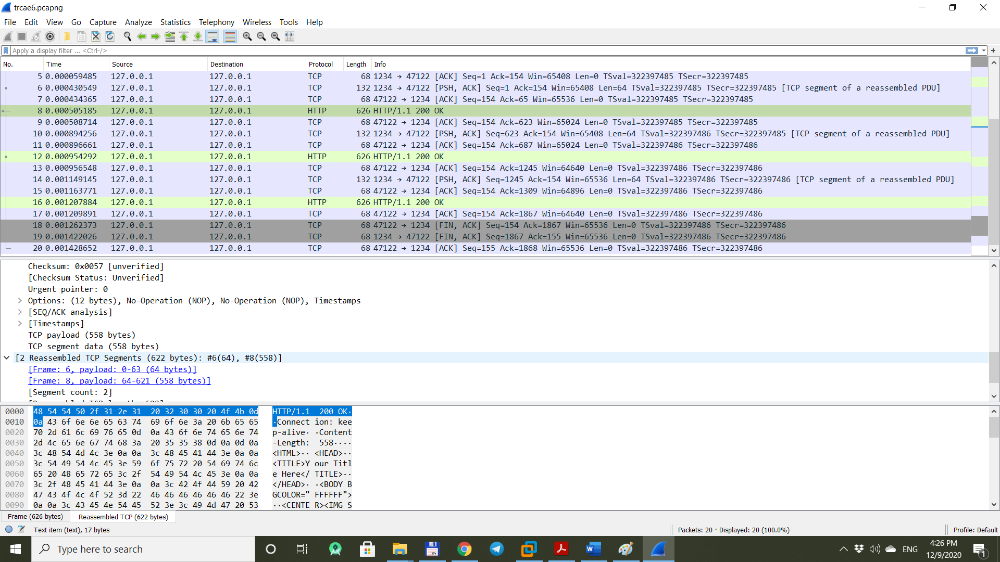 trcae6.pcapng
File Edit View Go Capture Analyze Statistics Telephony Wireless Tools Help
Apply a display filter ... <Ctrl-/>
No. Time Source Destination Protocol Length Info
5 0.000059485 127.0.0.1 127.0.0.1 TCP 68 1234 → 47122 [ACK] Seq=1 Ack=154 Win=65408 Len=0 TSval=322397485 TSecr=322397485
6 0.000430549 127.0.0.1 127.0.0.1 TCP 132 1234 → 47122 [PSH, ACK] Seq=1 Ack=154 Win=65408 Len=64 TSval=322397485 TSecr=322397485 [TCP segment of a reassembled PDU]
7 0.000434365 127.0.0.1 127.0.0.1 TCP 68 47122 → 1234 [ACK] Seq=154 Ack=65 Win=65536 Len=0 TSval=322397485 TSecr=322397485
8 0.000505185 127.0.0.1 127.0.0.1 HTTP 626 HTTP/1.1 200 OK
9 0.000508714 127.0.0.1 127.0.0.1 TCP 68 47122 → 1234 [ACK] Seq=154 Ack=623 Win=65024 Len=0 TSval=322397485 TSecr=322397485
10 0.000894256 127.0.0.1 127.0.0.1 TCP 132 1234 → 47122 [PSH, ACK] Seq=623 Ack=154 Win=65408 Len=64 TSval=322397486 TSecr=322397485 [TCP segment of a reassembled PDU]
11 0.000896661 127.0.0.1 127.0.0.1 TCP 68 47122 → 1234 [ACK] Seq=154 Ack=687 Win=65024 Len=0 TSval=322397486 TSecr=322397486
12 0.000954292 127.0.0.1 127.0.0.1 HTTP 626 HTTP/1.1 200 OK
13 0.000956548 127.0.0.1 127.0.0.1 TCP 68 47122 → 1234 [ACK] Seq=154 Ack=1245 Win=64640 Len=0 TSval=322397486 TSecr=322397486
14 0.001149145 127.0.0.1 127.0.0.1 TCP 132 1234 → 47122 [PSH, ACK] Seq=1245 Ack=154 Win=65536 Len=64 TSval=322397486 TSecr=322397486 [TCP segment of a reassembled PDU]
15 0.001163771 127.0.0.1 127.0.0.1 TCP 68 47122 → 1234 [ACK] Seq=154 Ack=1309 Win=64896 Len=0 TSval=322397486 TSecr=322397486
16 0.001207884 127.0.0.1 127.0.0.1 HTTP 626 HTTP/1.1 200 OK
17 0.001209891 127.0.0.1 127.0.0.1 TCP 68 47122 → 1234 [ACK] Seq=154 Ack=1867 Win=64640 Len=0 TSval=322397486 TSecr=322397486
18 0.001262373 127.0.0.1 127.0.0.1 TCP 68 47122 → 1234 [FIN, ACK] Seq=154 Ack=1867 Win=65536 Len=0 TSval=322397486 TSecr=322397486
19 0.001422026 127.0.0.1 127.0.0.1 TCP 68 1234 → 47122 [FIN, ACK] Seq=1867 Ack=155 Win=65536 Len=0 TSval=322397486 TSecr=322397486
20 0.001428652 127.0.0.1 127.0.0.1 TCP 68 47122 → 1234 [ACK] Seq=155 Ack=1868 Win=65536 Len=0 TSval=322397486 TSecr=322397486
Checksum: 0x0057 [unverified]
[Checksum Status: Unverified]
Urgent pointer: 0
Options: (12 bytes), No-Operation (NOP), No-Operation (NOP), Timestamps
[SEQ/ACK analysis]
[Timestamps]
TCP payload (558 bytes)
TCP segment data (558 bytes)
[2 Reassembled TCP Segments (622 bytes): #6(64), #8(558)]
[Frame: 6, payload: 0-63 (64 bytes)]
[Frame: 8, payload: 64-621 (558 bytes)]
[Segment count: 2]
0000 48 54 54 50 2f 31 2e 31 20 32 30 30 20 4f 4b 0d HTTP/1.1 200 OK·
0010 0a 43 6f 6e 6e 65 63 74 69 6f 6e 3a 20 6b 65 65 ·Connect ion: kee
0020 70 2d 61 6c 69 76 65 0d 0a 43 6f 6e 74 65 6e 74 p-alive· ·Content
0030 2d 4c 65 6e 67 74 68 3a 20 35 35 38 0d 0a 0d 0a -Length: 558····
0040 3c 48 54 4d 4c 3e 0a 0a 3c 48 45 41 44 3e 0a 0a <HTML>·· <HEAD>··
0050 3c 54 49 54 4c 45 3e 59 6f 75 72 20 54 69 74 6c <TITLE>Y our Titl
0060 65 20 48 65 72 65 3c 2f 54 49 54 4c 45 3e 0a 0a e Here</ TITLE>··
0070 3c 2f 48 45 41 44 3e 0a 0a 3c 42 4f 44 59 20 42 </HEAD>· ·<BODY B
0080 47 43 4f 4c 4f 52 3d 22 46 46 46 46 46 46 22 3e GCOLOR=" FFFFFF">
0090 0a 0a 3c 43 45 4e 54 45 52 3e 3c 49 4d 47 20 53 ··<CENTE R><IMG S
Frame (626 bytes) Reassembled TCP (622 bytes)
Text item (text), 17 bytes Packets: 20 · Displayed: 20 (100.0%) Profile: Default
Type here to search
64
W
ENG
4:26 PM
12/9/2020
1